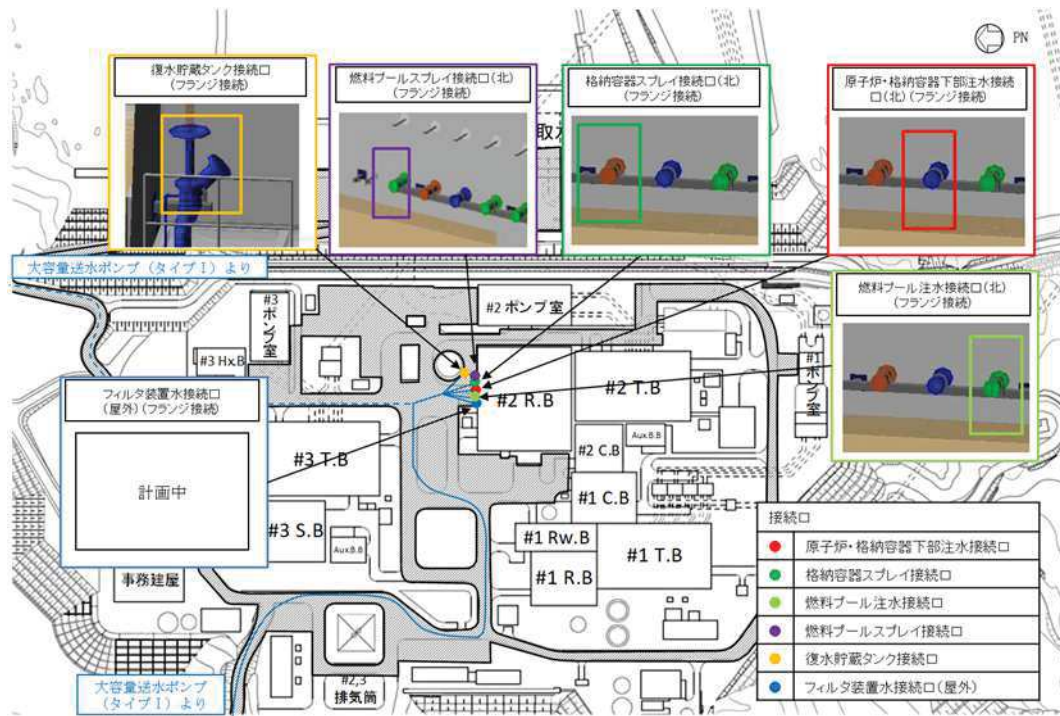 PN
復水貯蔵タンク接続口
(フランジ接続)
燃料プールスプレイ接続口(北)
(フランジ接続)
格納容器スプレイ接続口(北)
(フランジ接続)
原子炉・格納容器下部注水接続
口(北)(フランジ接続)
取水
大容量送水ポンプ(タイプⅠ)より
燃料プール注水接続口(北)
(フランジ接続)
#3
ポンプ室
#2 ポンプ室
#3 Hx.B
#1
ポンプ室
フィルタ装置水接続口
(屋外)(フランジ接続)
計画中
#2 R.B
#2 T.B
Aux.B.B
#2 C.B
#3 T.B
#1 C.B
#3 S.B
Aux.B.B
#1 Rw.B
#1 T.B
#1 R.B
事務建屋
接続口
原子炉・格納容器下部注水接続口
格納容器スプレイ接続口
燃料プール注水接続口
燃料プールスプレイ接続口
復水貯蔵タンク接続口
フィルタ装置水接続口(屋外)
大容量送水ポンプ
(タイプⅠ)より
#2,3
排気筒